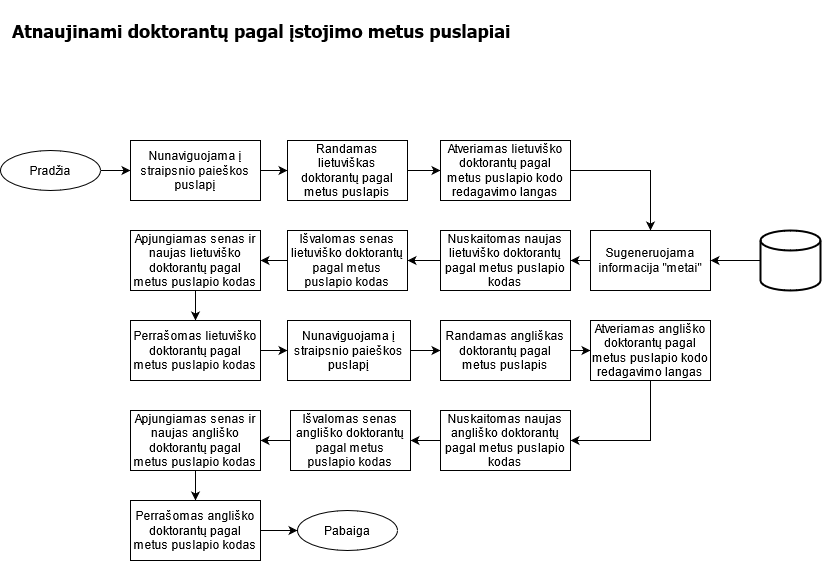 Atnaujinami doktorantų pagal įstojimo metus puslapiai
Pradžia
Nunaviguojama į
straipsnio paieškos
puslapį
Randamas
lietuviškas
doktorantų pagal
metus puslapis
Atveriamas lietuviško
doktorantų pagal
metus puslapio kodo
redagavimo langas
Sugeneruojama
informacija "metai"
Nuskaitomas naujas
lietuviško doktorantų
pagal metus puslapio
kodas
Išvalomas senas
lietuviško doktorantų
pagal metus
puslapio kodas
Apjungiamas senas ir
naujas lietuviško
doktorantų pagal
metus puslapio kodas
Perrašomas lietuviško
doktorantų pagal
metus puslapio kodas
Nunaviguojama į
straipsnio paieškos
puslapį
Randamas angliškas
doktorantų pagal
metus puslapis
Atveriamas angliško
doktorantų pagal
metus puslapio kodo
redagavimo langas
Nuskaitomas naujas
angliško doktorantų
pagal metus puslapio
kodas
Išvalomas senas
angliško doktorantų
pagal metus
puslapio kodas
Apjungiamas senas ir
naujas angliško
doktorantų pagal
metus puslapio kodas
Perrašomas angliško
doktorantų pagal
metus puslapio kodas
Pabaiga